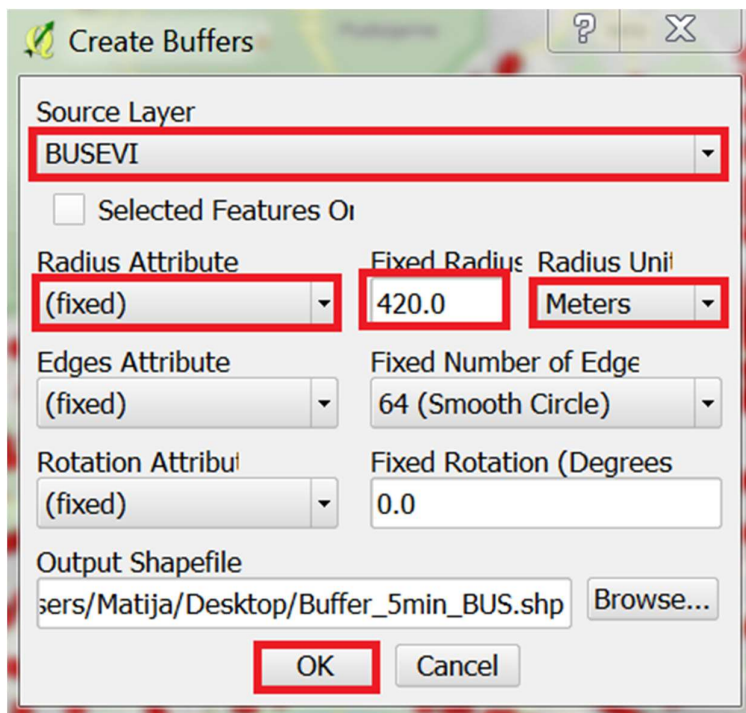 Create Buffers
Source Layer
BUSEVI
Selected Features Or
Radius Attribute
Fixed Radius Radius Unit
(fixed)
420.0
Meters
Edges Attribute
Fixed Number of Edge
(fixed)
64 (Smooth Circle)
Rotation Attribut
Fixed Rotation (Degrees
(fixed)
0.0
Output Shapefile
sers/Matija/Desktop/Buffer_5min_BUS.shp
Browse...
OK
Cancel